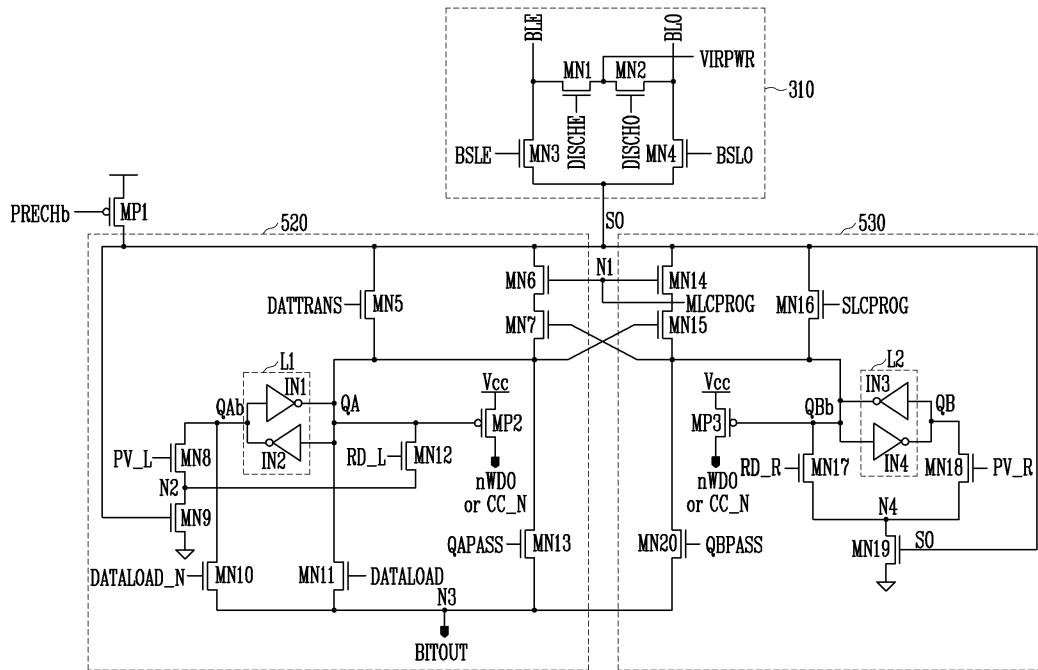 BLE
BLO
VIRPWR
MN1
MN2
310
DISCHE
DISCHO
BSLE
MN3
MN4
BSLO
PRECHb
MP1
SO
520
530
MN6
N1
MN14
DATTRANS
MN5
MLCPROG
MN16
SLCPROG
MN7
MN15
L1
L2
IN1
IN3
QAb
QA
Vcc
Vcc
QBb
QB
MP2
MP3
IN2
IN4
PV_L
MN8
RD_L
MN12
RD_R
MN17
MN18
PV_R
nWDO
or CC_N
nWDO
or CC_N
N2
MN9
N4
QAPASS
MN13
MN20
QBPASS
MN19
SO
DATALOAD_N
MN10
MN11
DATALOAD
N3
BITOUT